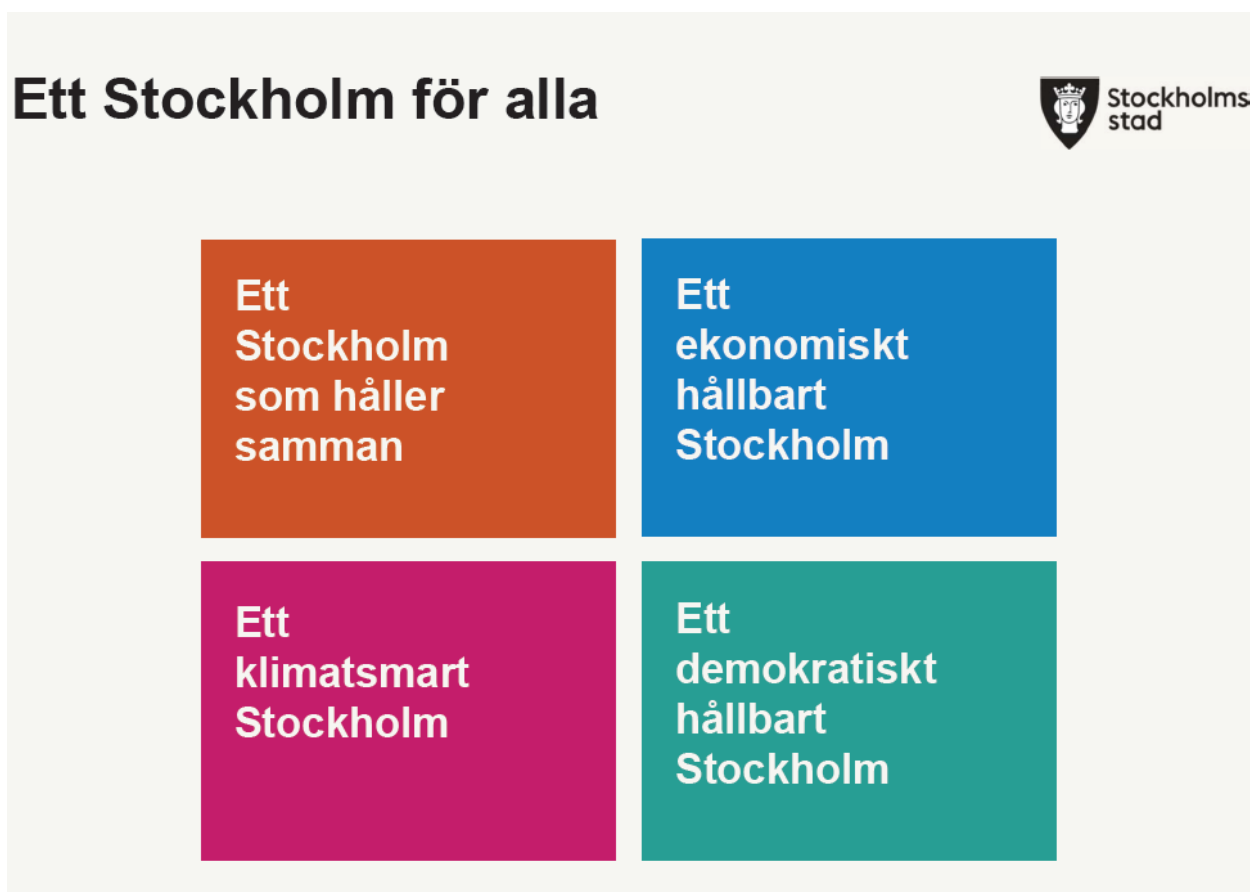 Ett Stockholm för alla
Stockholms
stad
Ett
Stockholm
som håller
samman
Ett
ekonomiskt
hållbart
Stockholm
Ett
klimatsmart
Stockholm
Ett
demokratiskt
hållbart
Stockholm